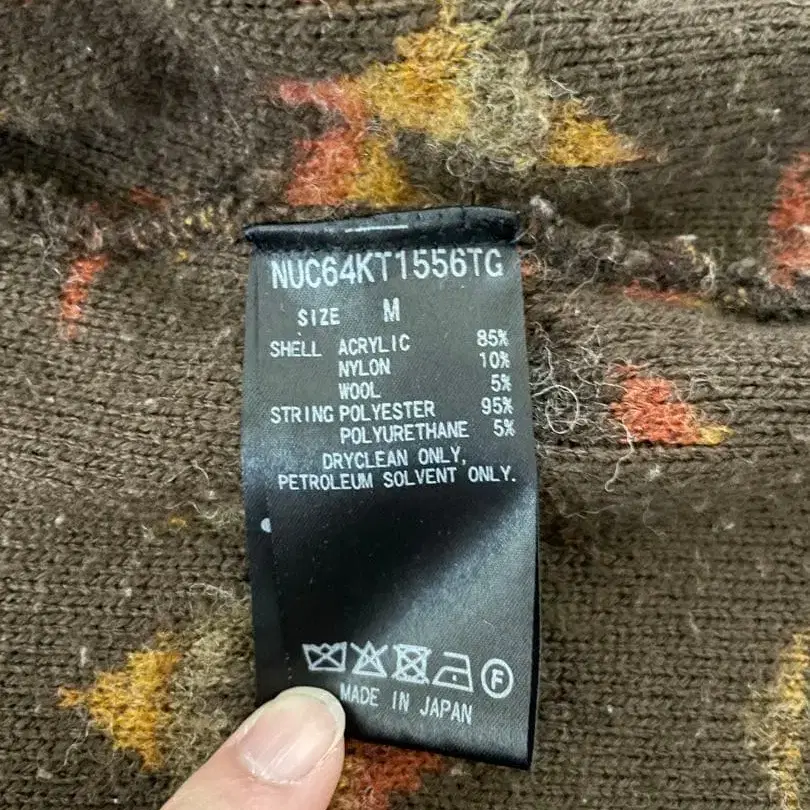 NUC64KT1556TG
SIZE M
SHELL ACRYLIC 85%
NYLON 10%
WOOL 5%
STRING POLYESTER 95%
POLYURETHANE 5%
DRYCLEAN ONLY,
PETROLEUM SOLVENT ONLY.
F
MADE IN JAPAN